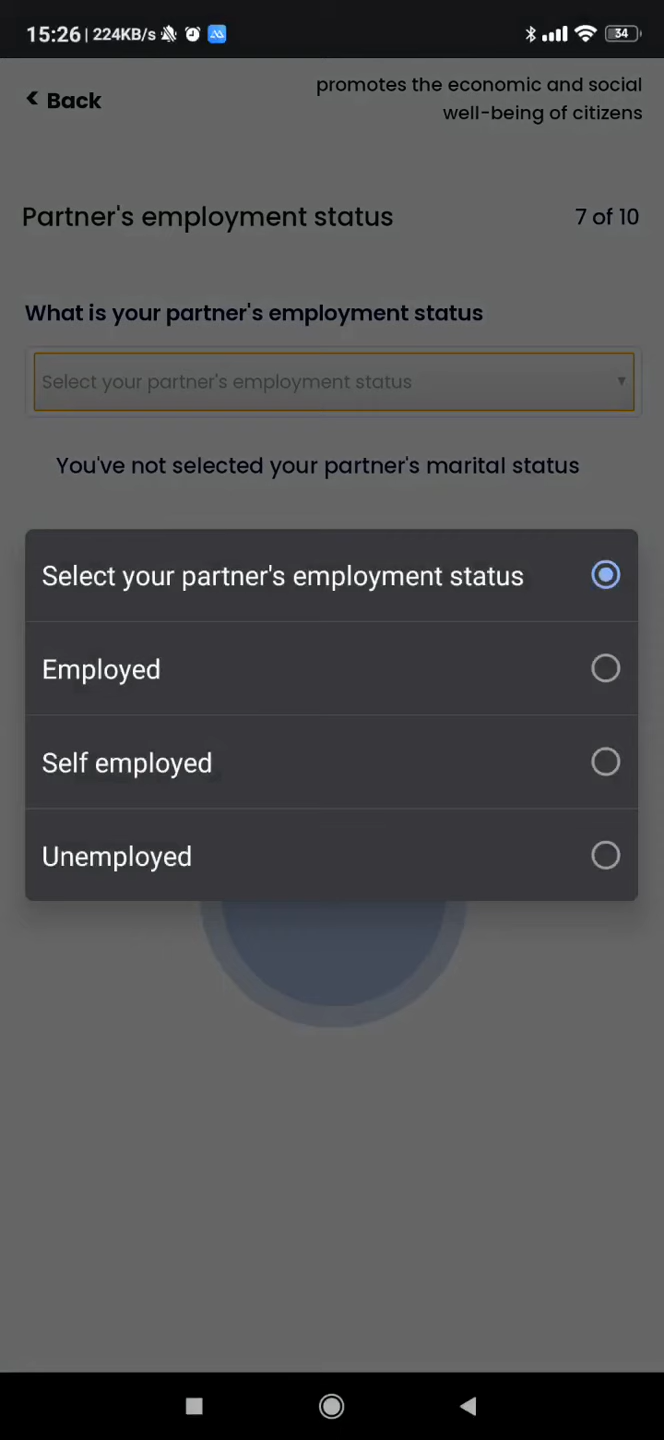 15:26 | 224KB/s
34
Back
promotes the economic and social
well-being of citizens
Partner's employment status
7 of 10
What is your partner's employment status
Select your partner's employment status
You've not selected your partner's marital status
Select your partner's employment status
Employed
Self employed
Unemployed